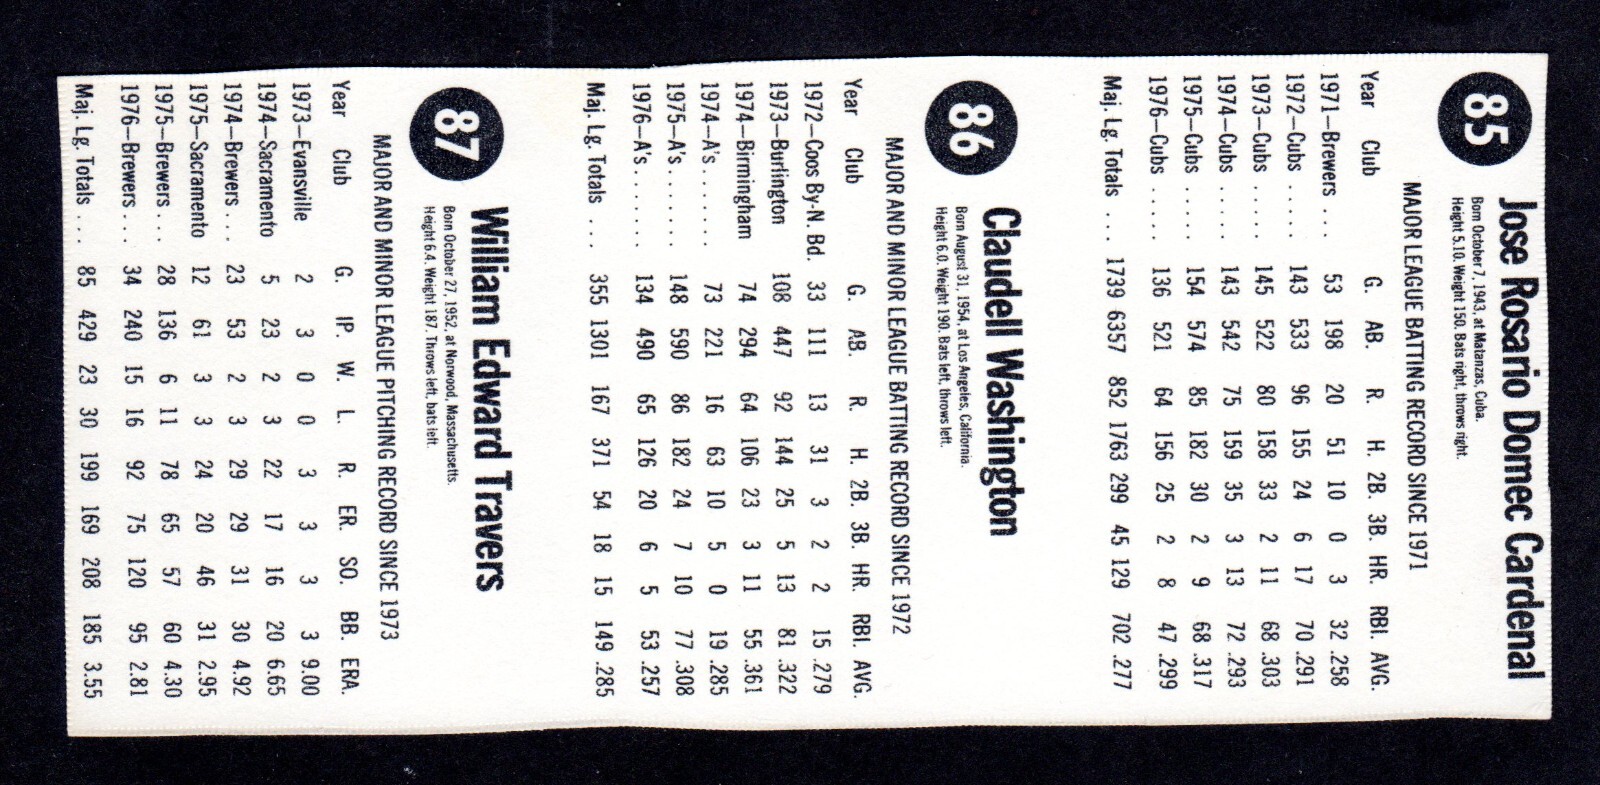 85
Jose Rosario Domec Cardenal
Born October 7, 1943, at Matanzas, Cuba.
Height 5.10. Weight 150. Bats right, throws right.
MAJOR LEAGUE BATTING RECORD SINCE 1971
Year Club G. AB. R. H. 2B. 3B. HR. RBI. AVG.
1971—Brewers ... 53 198 20 51 10 0 3 32 .258
1972—Cubs ..... 143 533 96 155 24 6 17 70 .291
1973—Cubs ..... 145 522 80 158 33 2 11 68 .303
1974—Cubs ..... 143 542 75 159 35 3 13 72 .293
1975—Cubs ..... 154 574 85 182 30 2 9 68 .317
1976—Cubs ..... 136 521 64 156 25 2 8 47 .299
Maj. Lg. Totals .... 1739 6357 852 1763 299 45 129 702 .277
86
Claudell Washington
Born August 31, 1954, at Los Angeles, California.
Height 6.0. Weight 190. Bats left, throws left.
MAJOR AND MINOR LEAGUE BATTING RECORD SINCE 1972
Year Club G. AB. R. H. 2B. 3B. HR. RBI. AVG.
1972—Coos By-N. Bd. 33 111 13 31 3 2 2 15 .279
1973—Burlington 108 447 92 144 25 5 13 81 .322
1974—Birmingham 74 294 64 106 23 3 11 55 .361
1974—A's ....... 73 221 16 63 10 5 0 19 .285
1975—A's ....... 148 590 86 182 24 7 10 77 .308
1976—A's ....... 134 490 65 126 20 6 5 53 .257
Maj. Lg. Totals ... 355 1301 167 371 54 18 15 149 .285
87
William Edward Travers
Born October 27, 1952, at Norwood, Massachusetts.
Height 6.4. Weight 187. Throws left, bats left.
MAJOR AND MINOR LEAGUE PITCHING RECORD SINCE 1973
Year Club G. IP. W. L. R. ER. SO. BB. ERA.
1973—Evansville 2 3 0 0 3 3 3 3 9.00
1974—Sacramento 5 23 2 3 22 17 16 20 6.65
1974—Brewers ... 23 53 2 3 29 29 31 30 4.92
1975—Sacramento 12 61 3 3 24 20 46 31 2.95
1975—Brewers ... 28 136 6 11 78 65 57 60 4.30
1976—Brewers ... 34 240 15 16 92 75 120 95 2.81
Maj. Lg. Totals .... 85 429 23 30 199 169 208 185 3.55